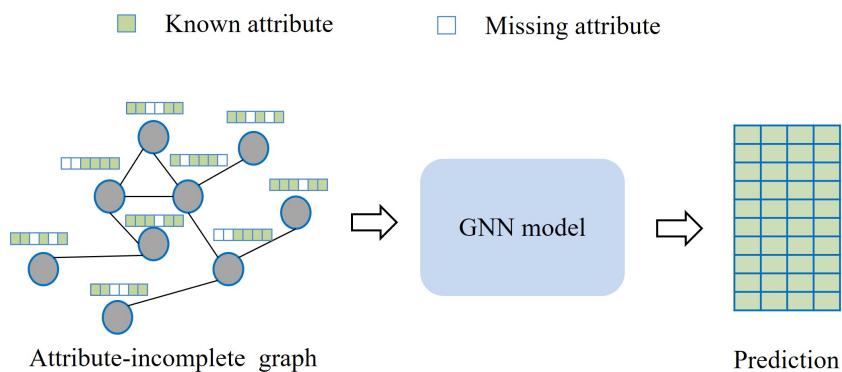 Known attribute
Missing attribute
GNN model
Attribute-incomplete graph
Prediction